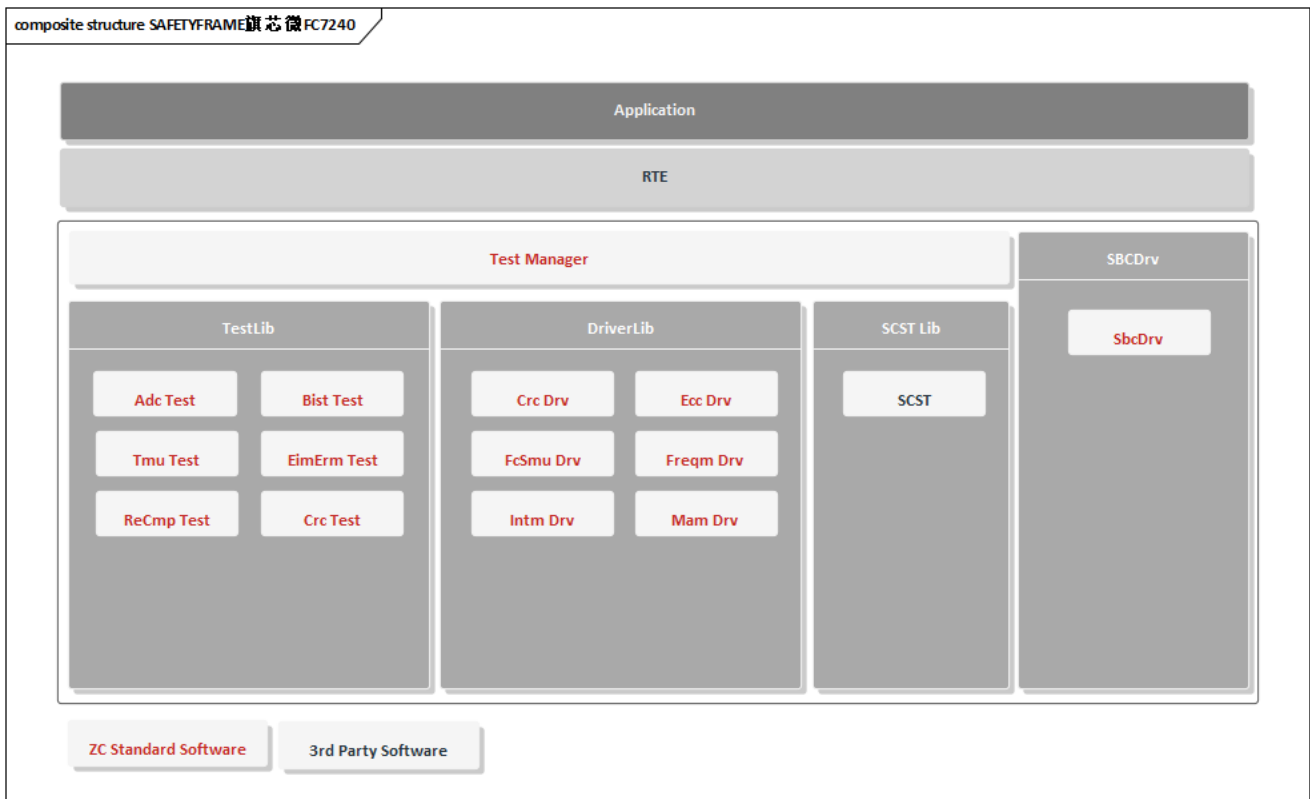 composite structure SAFETYFRAME旗芯微FC7240
Application
RTE
Test Manager
SBCDrv
TestLib
DriverLib
SCST Lib
SbcDrv
Adc Test
Bist Test
Crc Drv
Ecc Drv
SCST
Tmu Test
EimErm Test
FcSmu Drv
Freqm Drv
ReCmp Test
Crc Test
Intm Drv
Mam Drv
ZC Standard Software
3rd Party Software